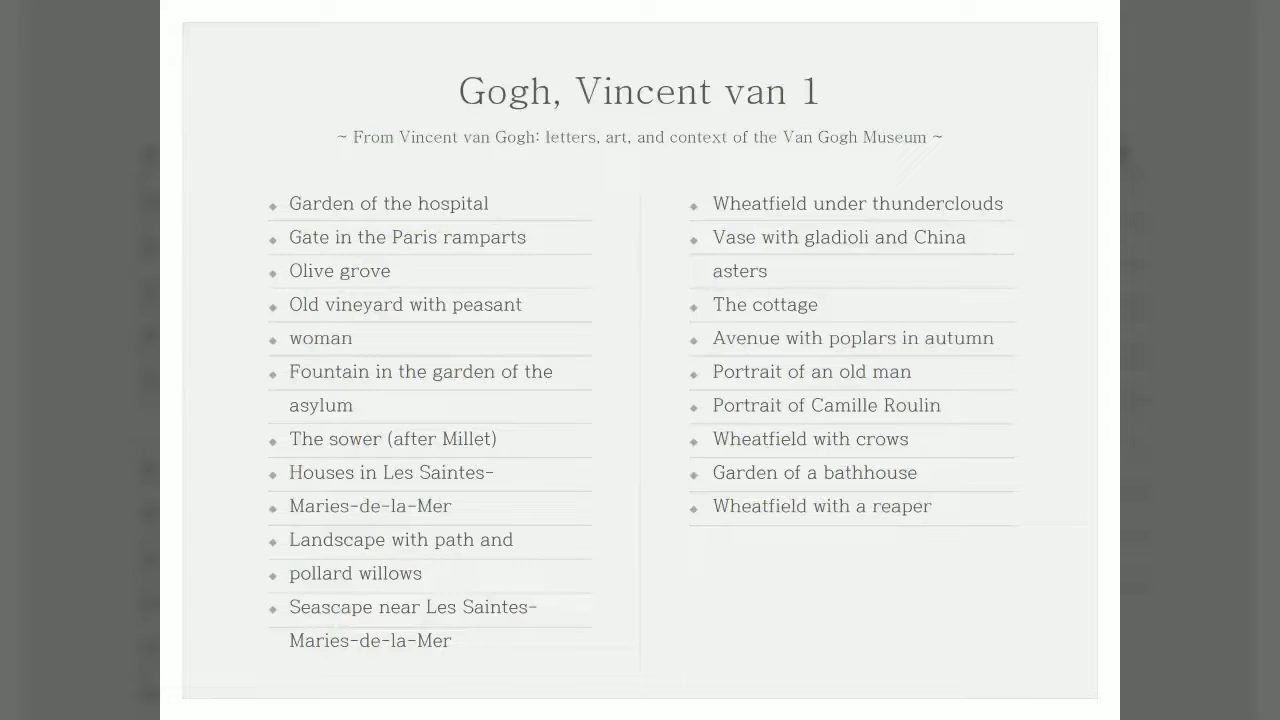 Gogh, Vincent van 1
~ From Vincent van Gogh: letters, art, and context of the Van Gogh Museum ~
Garden of the hospital
Gate in the Paris ramparts
Olive grove
Old vineyard with peasant
woman
Fountain in the garden of the
asylum
The sower (after Millet)
Houses in Les Saintes-
Maries-de-la-Mer
Landscape with path and
pollard willows
Seascape near Les Saintes-
Maries-de-la-Mer
Wheatfield under thunderclouds
Vase with gladioli and China
asters
The cottage
Avenue with poplars in autumn
Portrait of an old man
Portrait of Camille Roulin
Wheatfield with crows
Garden of a bathhouse
Wheatfield with a reaper